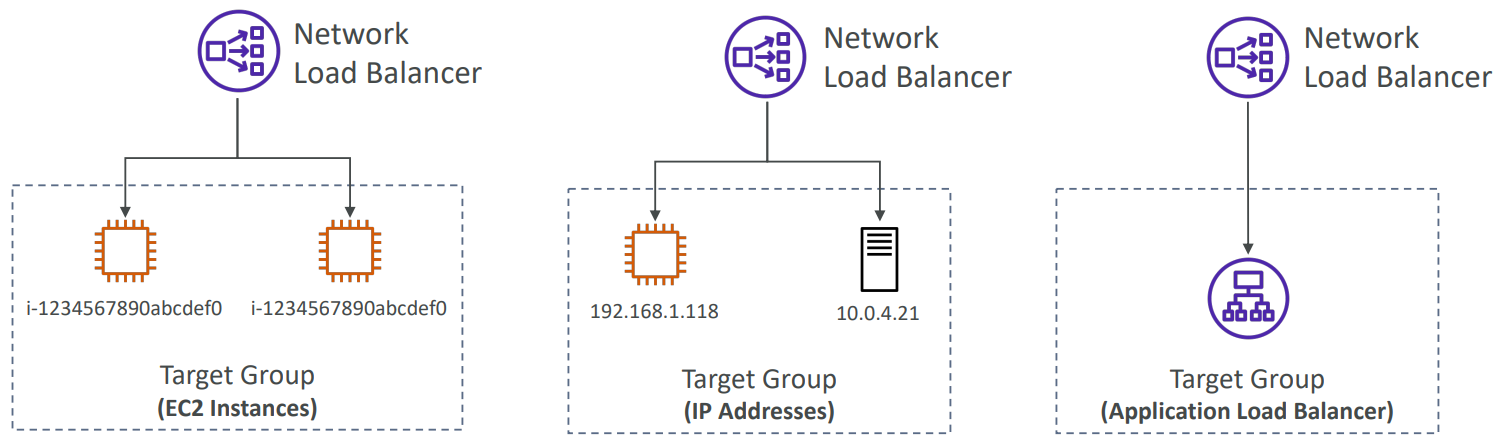 Network
Load Balancer
i-1234567890abcdef0
i-1234567890abcdef0
Target Group
(EC2 Instances)
Network
Load Balancer
192.168.1.118
10.0.4.21
Target Group
(IP Addresses)
Network
Load Balancer
Target Group
(Application Load Balancer)